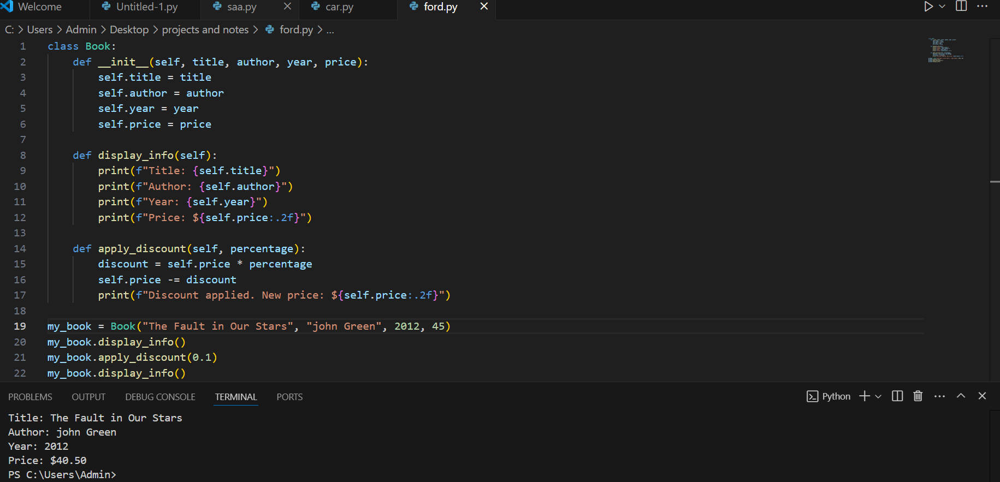 Welcome Untitled-1.py saa.py car.py ford.py
C: > Users > Admin > Desktop > projects and notes > ford.py > ...
1 class Book:
2     def __init__(self, title, author, year, price):
3         self.title = title
4         self.author = author
5         self.year = year
6         self.price = price
7
8     def display_info(self):
9         print(f"Title: {self.title}")
10         print(f"Author: {self.author}")
11         print(f"Year: {self.year}")
12         print(f"Price: ${self.price:.2f}")
13
14     def apply_discount(self, percentage):
15         discount = self.price * percentage
16         self.price -= discount
17         print(f"Discount applied. New price: ${self.price:.2f}")
18
19 my_book = Book("The Fault in Our Stars", "john Green", 2012, 45)
20 my_book.display_info()
21 my_book.apply_discount(0.1)
22 my_book.display_info()
PROBLEMS OUTPUT DEBUG CONSOLE TERMINAL PORTS Python
Title: The Fault in Our Stars
Author: john Green
Year: 2012
Price: $40.50
PS C:\Users\Admin>